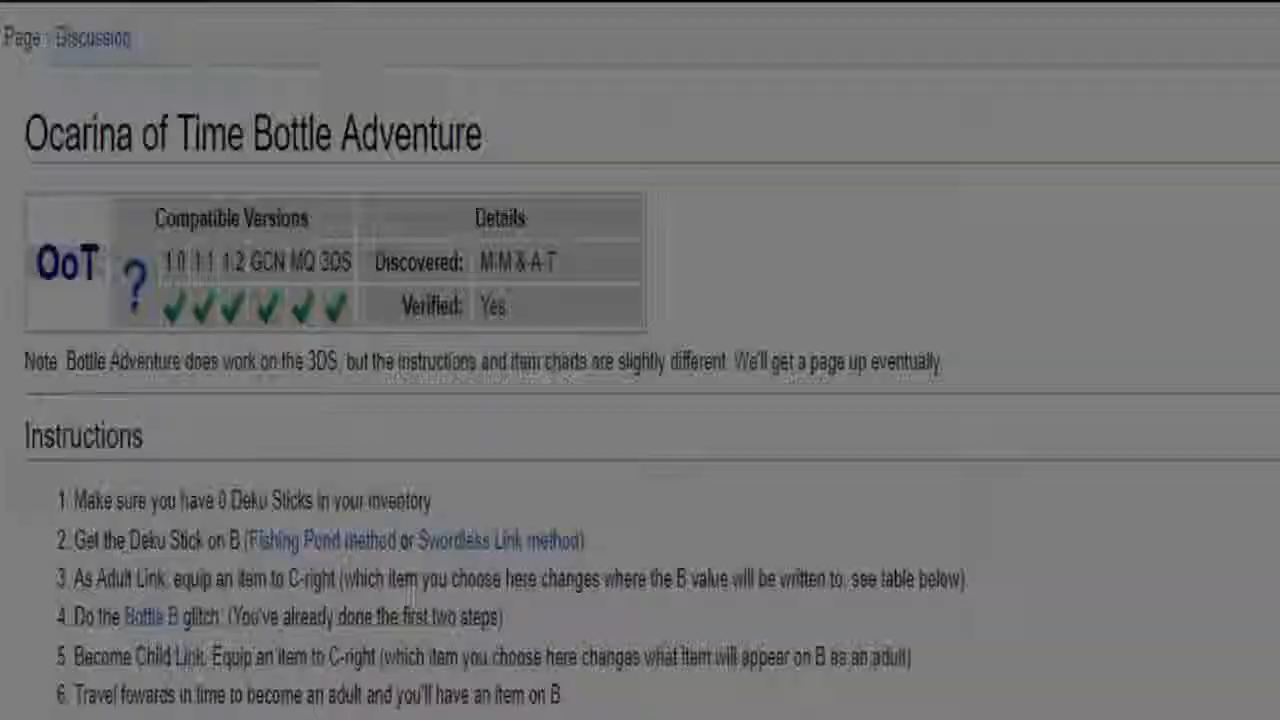 Page Discussion
Ocarina of Time Bottle Adventure
Compatible Versions Details
OoT ? 1.0 1.1 1.2 GCN MQ 3DS Discovered: M-M & A-T
Verified: Yes
Note: Bottle Adventure does work on the 3DS, but the instructions and item charts are slightly different. We'll get a page up eventually.
Instructions
1. Make sure you have 0 Deku Sticks in your inventory
2. Get the Deku Stick on B (Fishing Pond method or Swordless Link method)
3. As Adult Link, equip an item to C-right (which item you choose here changes where the B value will be written to, see table below)
4. Do the Bottle B glitch. (You've already done the first two steps)
5. Become Child Link. Equip an item to C-right (which item you choose here changes what item will appear on B as an adult)
6. Travel fowards in time to become an adult and you'll have an item on B